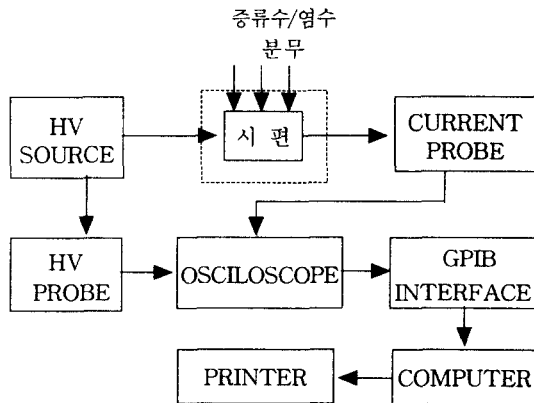 증류수/염수
분무
HV
SOURCE
시 편
CURRENT
PROBE
HV
PROBE
OSCILOSCOPE
GPIB
INTERFACE
PRINTER
COMPUTER